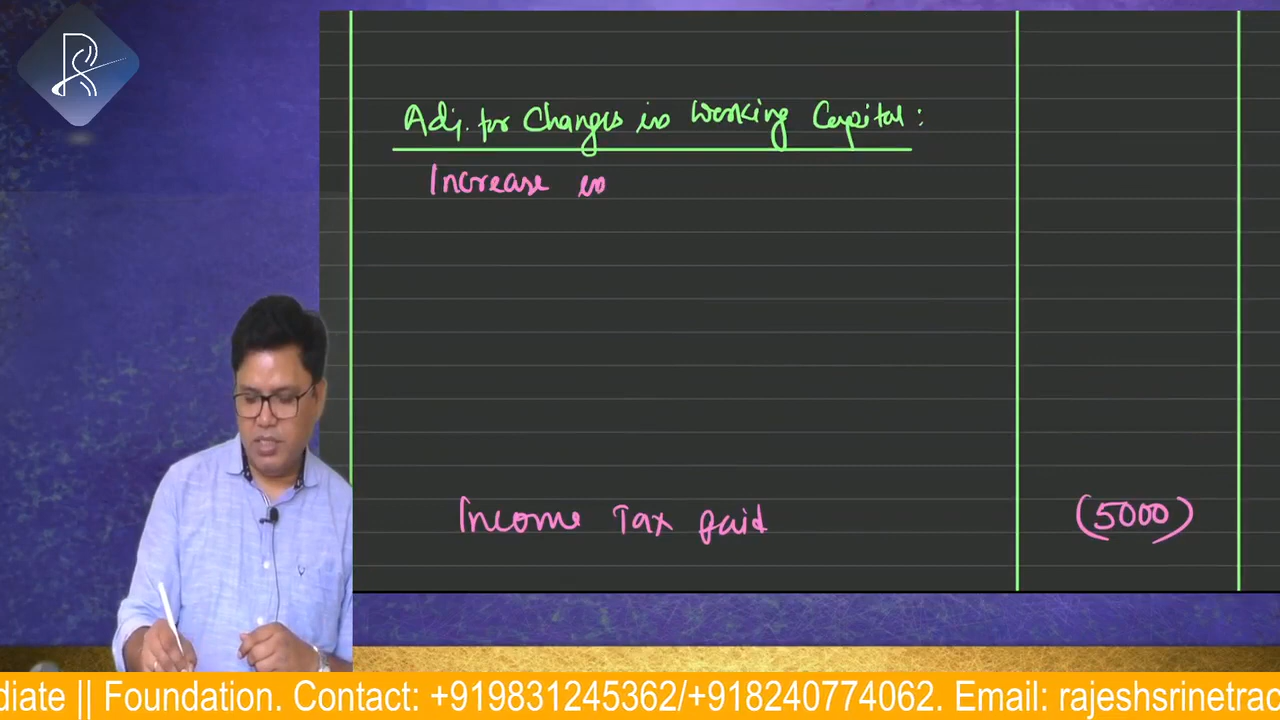 Adj. for Changes in Working Capital:
Increase in
Income Tax paid (5000)
diate || Foundation. Contact: +919831245362/+918240774062. Email: rajeshsrinetrac